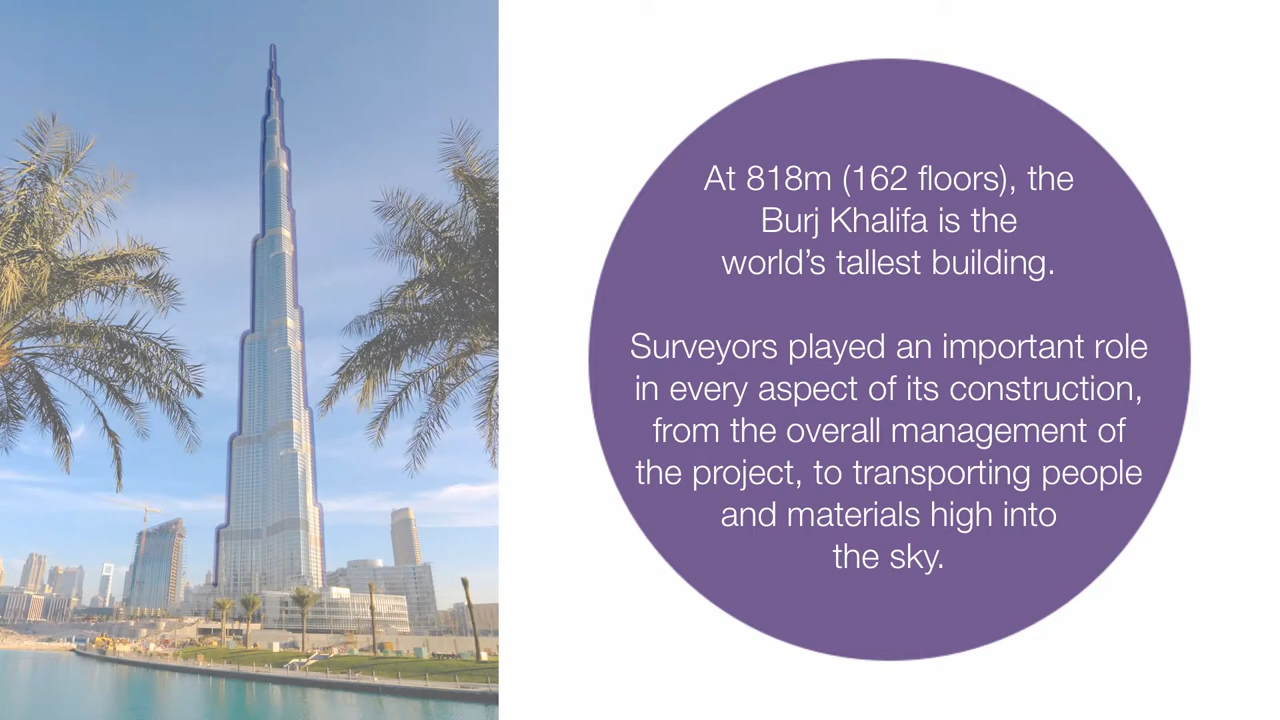 At 818m (162 floors), the
Burj Khalifa is the
world's tallest building.
Surveyors played an important role
in every aspect of its construction,
from the overall management of
the project, to transporting people
and materials high into
the sky.